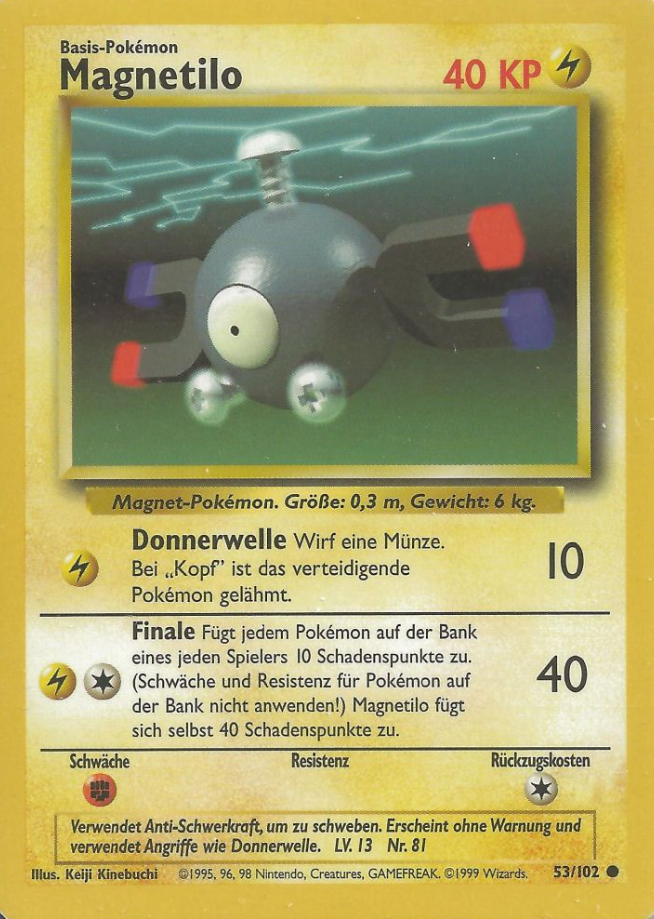 Basis-Pokémon
Magnetilo
40 KP
Magnet-Pokémon. Größe: 0,3 m, Gewicht: 6 kg.
Donnerwelle Wirf eine Münze.
Bei „Kopf” ist das verteidigende
Pokémon gelähmt.
10
Finale Fügt jedem Pokémon auf der Bank
eines jeden Spielers 10 Schadenspunkte zu.
(Schwäche und Resistenz für Pokémon auf
der Bank nicht anwenden!) Magnetilo fügt
sich selbst 40 Schadenspunkte zu.
40
Schwäche Resistenz Rückzugskosten
Verwendet Anti-Schwerkraft, um zu schweben. Erscheint ohne Warnung und
verwendet Angriffe wie Donnerwelle. LV. 13 Nr. 81
Illus. Keiji Kinebuchi ©1995, 96, 98 Nintendo, Creatures, GAMEFREAK. ©1999 Wizards. 53/102